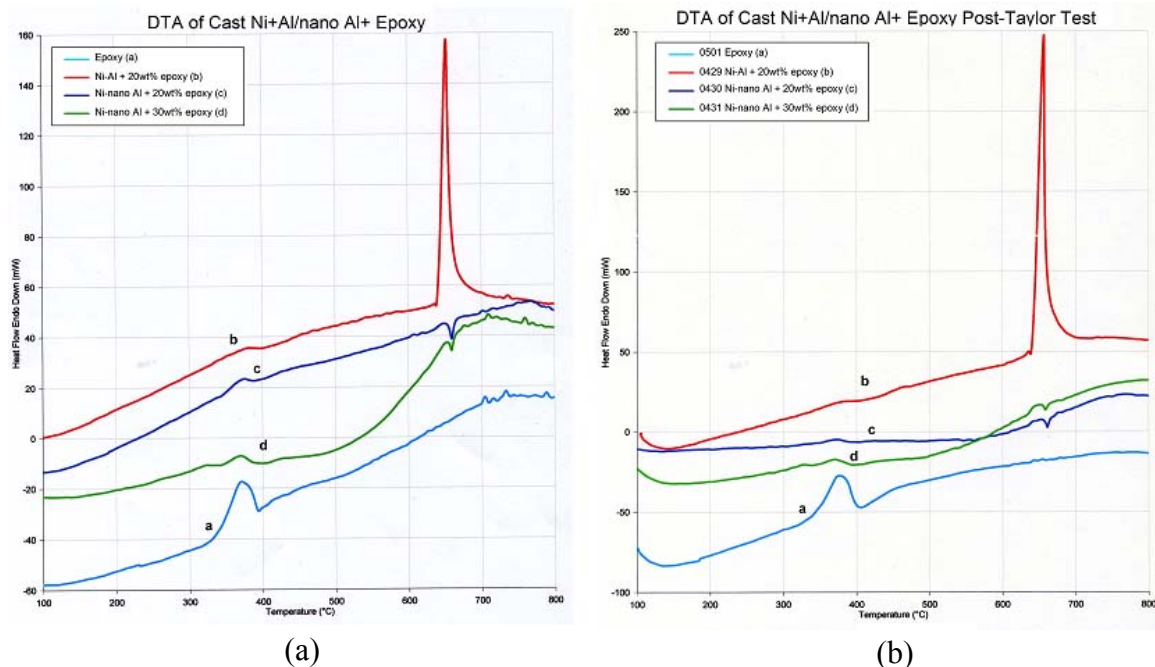 DTA of Cast Ni+Al/nano Al+ Epoxy
Epoxy (a)
Ni-Al + 20wt% epoxy (b)
Ni-nano Al + 20wt% epoxy (c)
Ni-nano Al + 30wt% epoxy (d)
Heat Flow Endo Down (mW)
160
140
120
100
80
60
40
20
0
-20
-40
-60
b
c
d
a
100 200 300 400 500 600 700 800
Temperature (°C)
(a)
DTA of Cast Ni+Al/nano Al+ Epoxy Post-Taylor Test
0501 Epoxy (a)
0429 Ni-Al + 20wt% epoxy (b)
0430 Ni-nano Al + 20wt% epoxy (c)
0431 Ni-nano Al + 30wt% epoxy (d)
Heat Flow Endo Down (mW)
250
200
150
100
50
0
-50
-100
b
c
d
a
100 200 300 400 500 600 700 800
Temperature (°C)
(b)